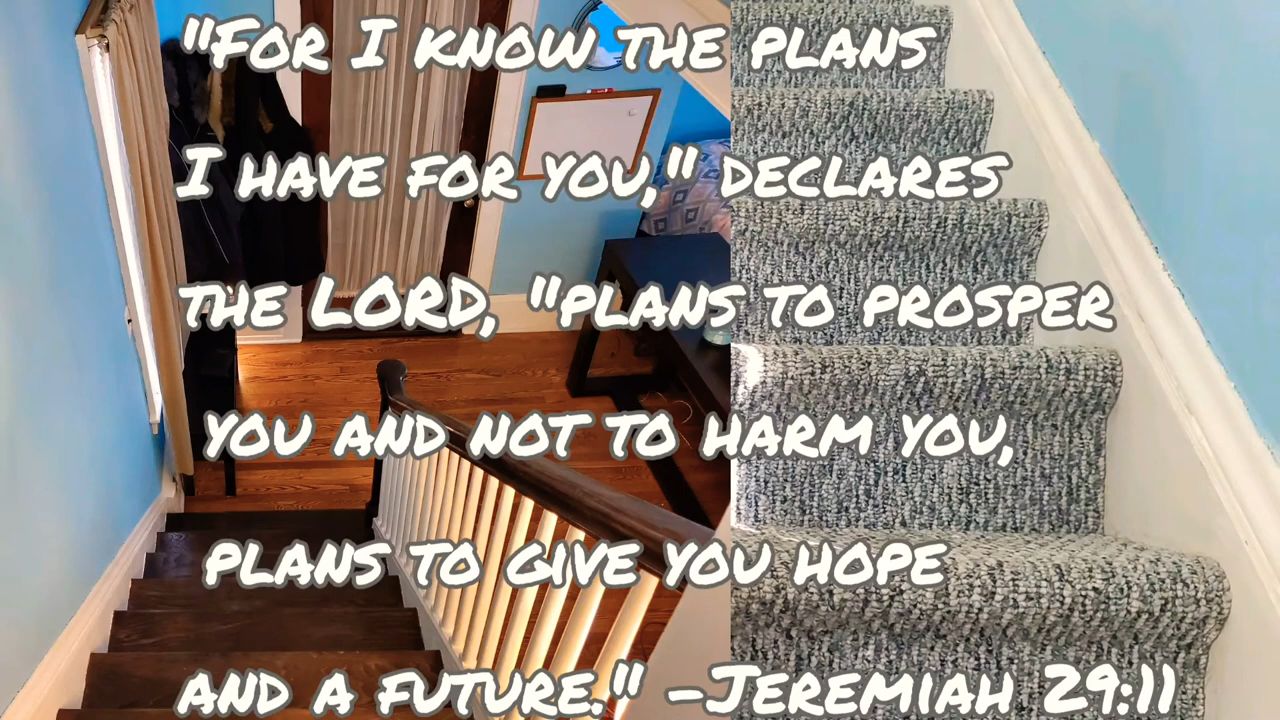 "For I know the plans
I have for you," declares
the LORD, "plans to prosper
you and not to harm you,
plans to give you hope
and a future." -Jeremiah 29:11